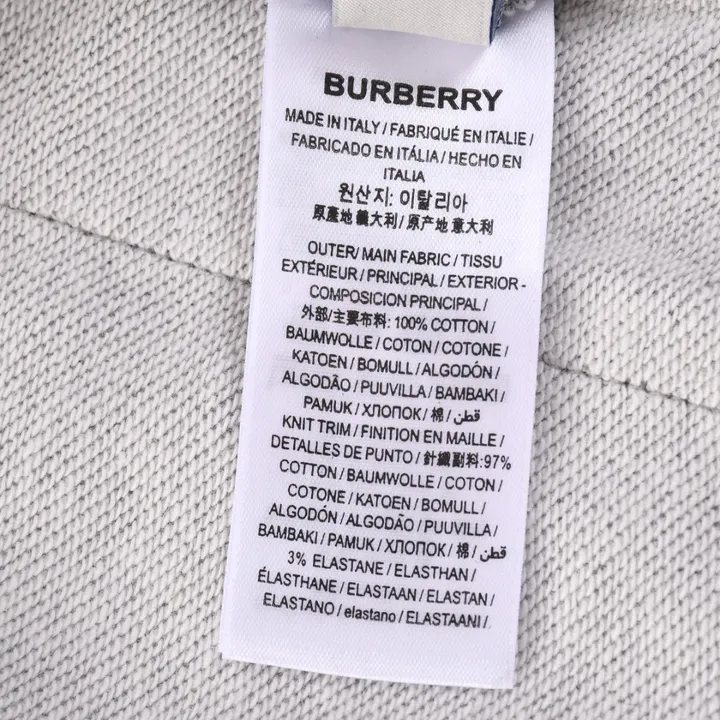 BURBERRY
MADE IN ITALY / FABRIQUÉ EN ITALIE /
FABRICADO EN ITÁLIA / HECHO EN
ITALIA
원산지: 이탈리아
原產地 義大利 / 原产地 意大利
OUTER/ MAIN FABRIC / TISSU
EXTÉRIEUR / PRINCIPAL / EXTERIOR -
COMPOSICION PRINCIPAL /
外部/主要布料: 100% COTTON /
BAUMWOLLE / COTON / COTONE /
KATOEN / BOMULL / ALGODÓN /
ALGODÃO / PUUVILLA / BAMBAKI /
PAMUK / ХЛОПОК / 棉 / قطن
KNIT TRIM / FINITION EN MAILLE /
DETALLES DE PUNTO / 針織副料:97%
COTTON / BAUMWOLLE / COTON /
COTONE / KATOEN / BOMULL /
ALGODÓN / ALGODÃO / PUUVILLA /
BAMBAKI / PAMUK / ХЛОПОК / 棉 / قطن
3% ELASTANE / ELASTHAN /
ÉLASTHANE / ELASTAAN / ELASTAN /
ELASTANO / elastano / ELASTAANI /